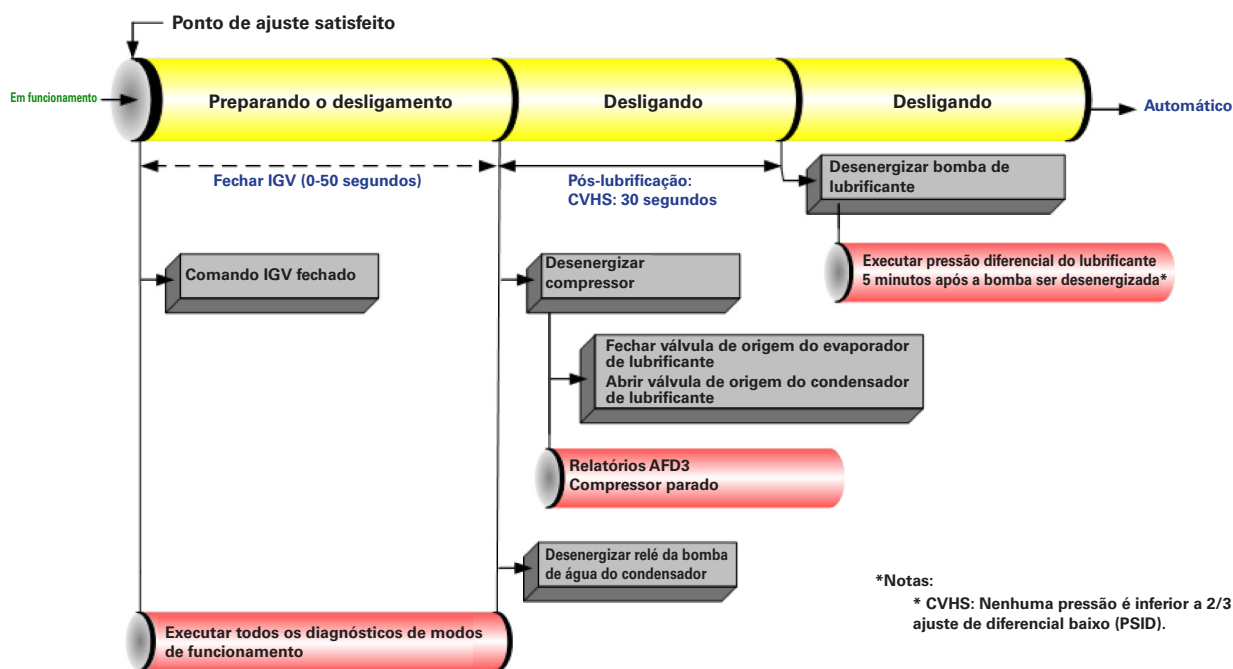 Ponto de ajuste satisfeito
Em funcionamento
Preparando o desligamento
Desligando
Desligando
Automático
Fechar IGV (0-50 segundos)
Pós-lubrificação:
CVHS: 30 segundos
Desenergizar bomba de
lubrificante
Comando IGV fechado
Desenergizar
compressor
Executar pressão diferencial do lubrificante
5 minutos após a bomba ser desenergizada*
Fechar válvula de origem do evaporador
de lubrificante
Abrir válvula de origem do condensador
de lubrificante
Relatórios AFD3
Compressor parado
Desenergizar relé da bomba
de água do condensador
*Notas:
* CVHS: Nenhuma pressão é inferior a 2/3
ajuste de diferencial baixo (PSID).
Executar todos os diagnósticos de modos
de funcionamento